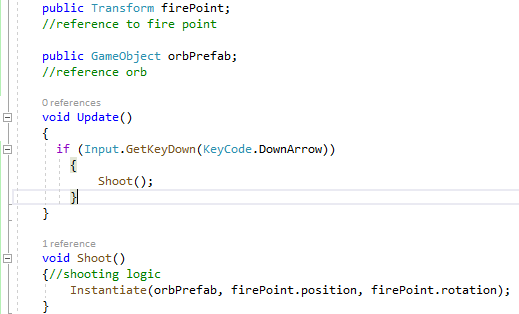 public Transform firePoint;
//reference to fire point
public GameObject orbPrefab;
//reference orb
0 references
void Update()
{
if (Input.GetKeyDown(KeyCode.DownArrow))
{
Shoot();
}
}
1 reference
void Shoot()
{//shooting logic
Instantiate(orbPrefab, firePoint.position, firePoint.rotation);
}